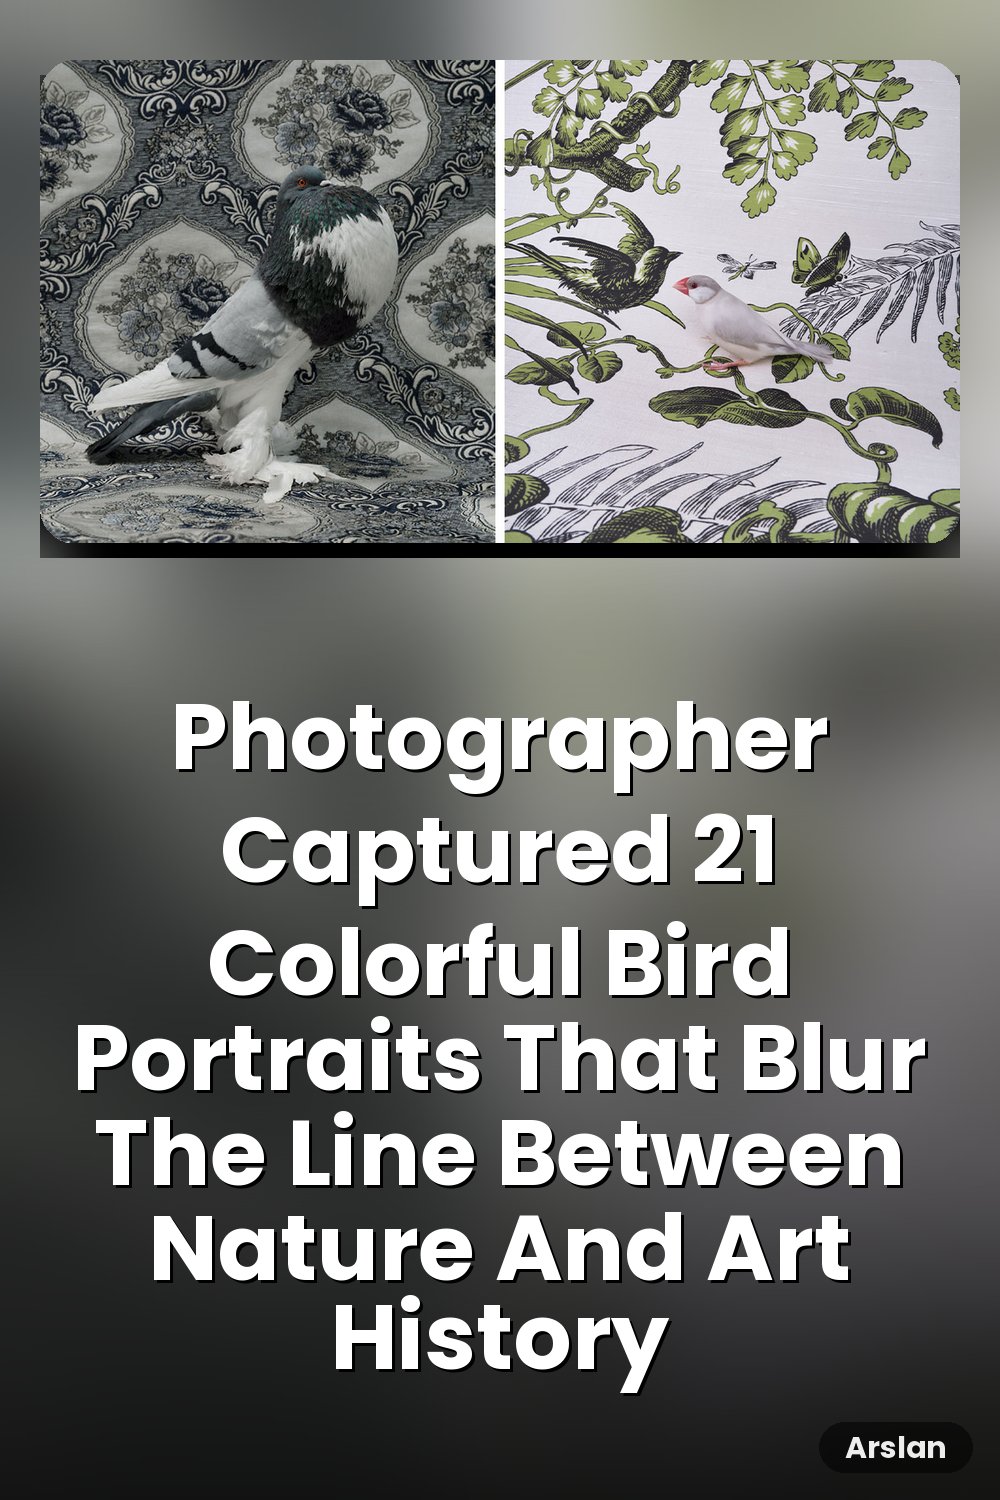 Photographer
Captured 21
Colorful Bird
Portraits That Blur
The Line Between
Nature And Art
History
Arslan